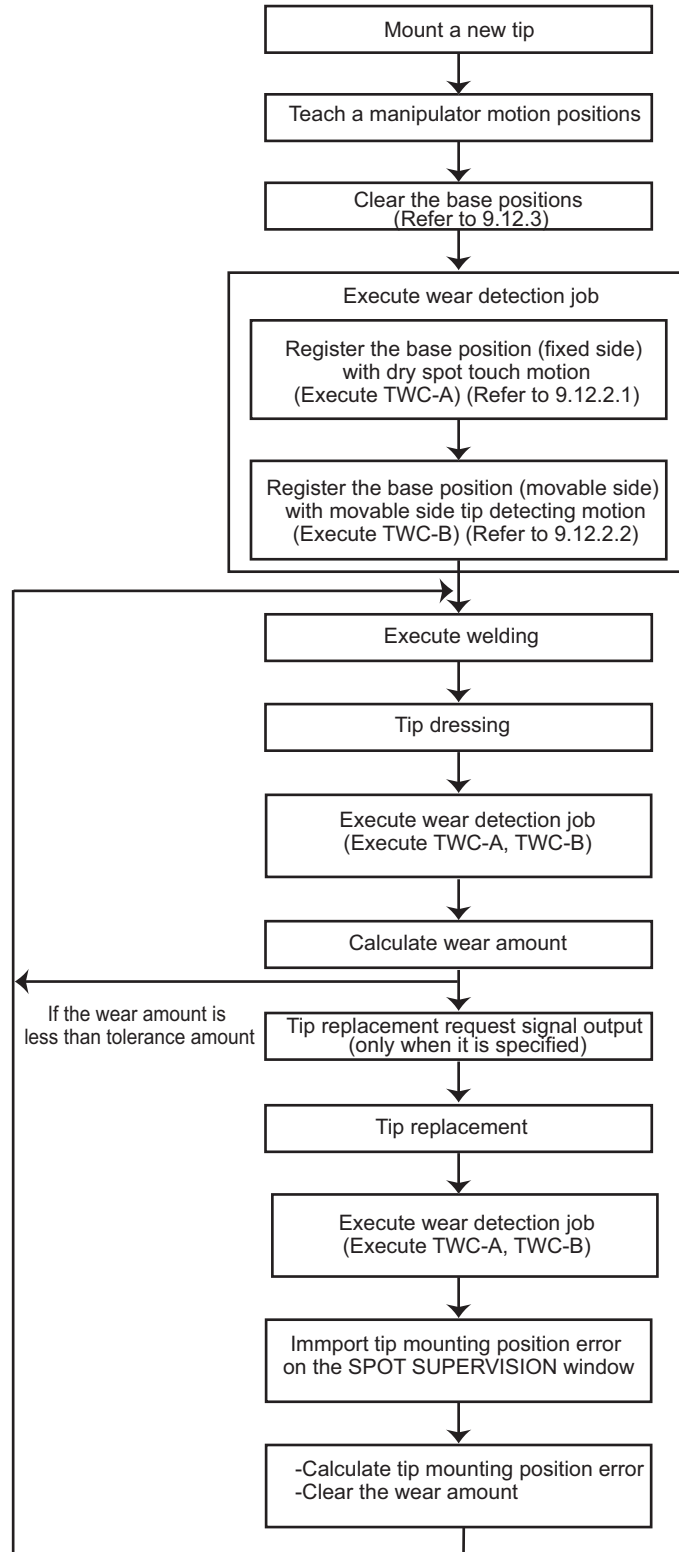 Mount a new tip
Teach a manipulator motion positions
Clear the base positions
(Refer to 9.12.3)
Execute wear detection job
Register the base position (fixed side)
with dry spot touch motion
(Execute TWC-A) (Refer to 9.12.2.1)
Register the base position (movable side)
with movable side tip detecting motion
(Execute TWC-B) (Refer to 9.12.2.2)
Execute welding
Tip dressing
Execute wear detection job
(Execute TWC-A, TWC-B)
Calculate wear amount
If the wear amount is
less than tolerance amount
Tip replacement request signal output
(only when it is specified)
Tip replacement
Execute wear detection job
(Execute TWC-A, TWC-B)
Immport tip mounting position error
on the SPOT SUPERVISION window
-Calculate tip mounting position error
-Clear the wear amount